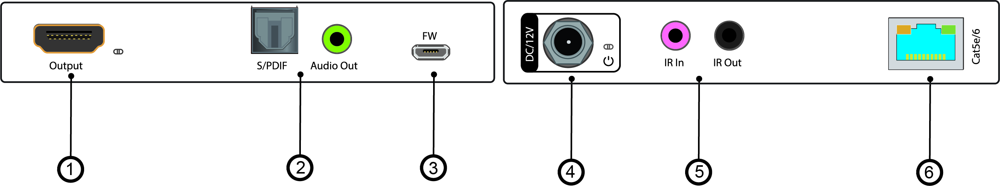 Output
S/PDIF
Audio Out
FW
DC/12V
IR In
IR Out
Cat5e/6
1
2
3
4
5
6